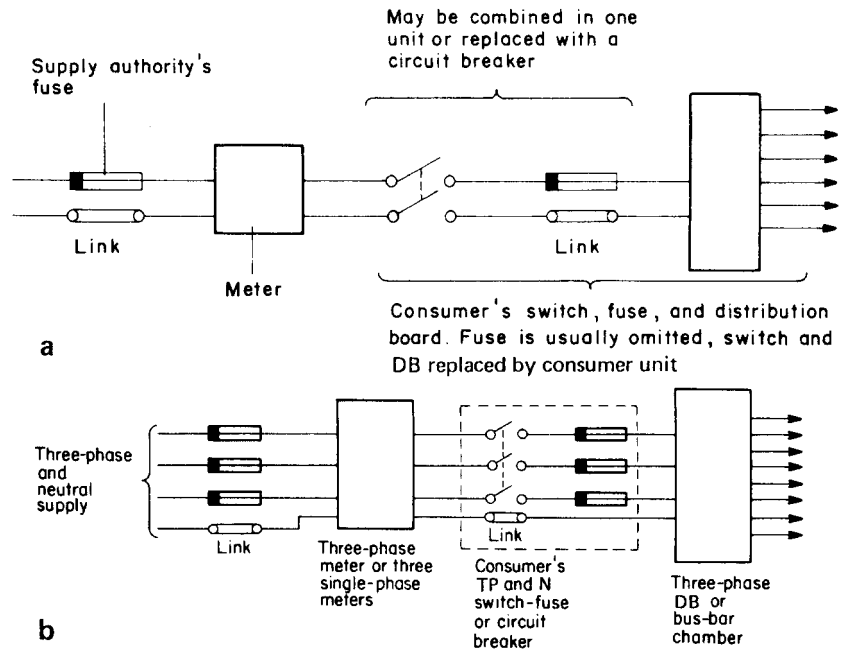 May be combined in one
unit or replaced with a
circuit breaker
Supply authority's
fuse
Link
Meter
Link
Consumer's switch, fuse, and distribution
board. Fuse is usually omitted, switch and
DB replaced by consumer unit
a
Three-phase
and
neutral
supply
Link
Three-phase
meter or three
single-phase
meters
Link
Consumer's
TP and N
switch-fuse
or circuit
breaker
Three-phase
DB or
bus-bar
chamber
b